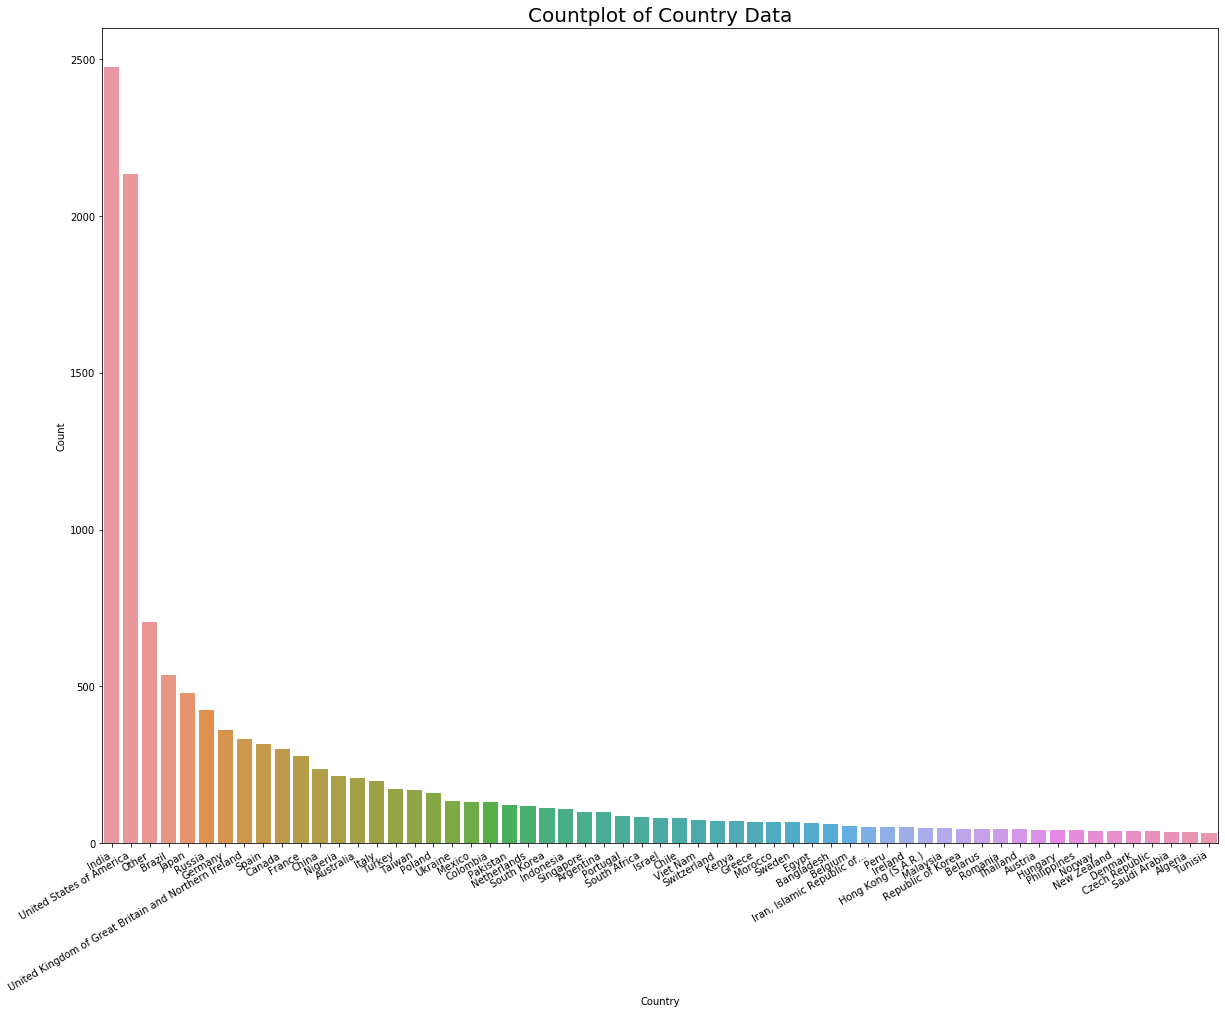 Countplot of Country Data
2500
2000
1500
1000
500
0
Count
India
United States of America
Other
Brazil
Japan
Russia
Germany
United Kingdom of Great Britain and Northern Ireland
Spain
Canada
France
China
Nigeria
Australia
Italy
Turkey
Taiwan
Poland
Ukraine
Mexico
Colombia
Pakistan
Netherlands
South Korea
Indonesia
Singapore
Argentina
Portugal
South Africa
Israel
Chile
Viet Nam
Switzerland
Kenya
Greece
Morocco
Sweden
Egypt
Bangladesh
Belgium
Iran, Islamic Republic of...
Peru
Ireland
Hong Kong (S.A.R.)
Malaysia
Republic of Korea
Belarus
Romania
Thailand
Austria
Hungary
Philippines
Norway
New Zealand
Denmark
Czech Republic
Saudi Arabia
Algeria
Tunisia
Country